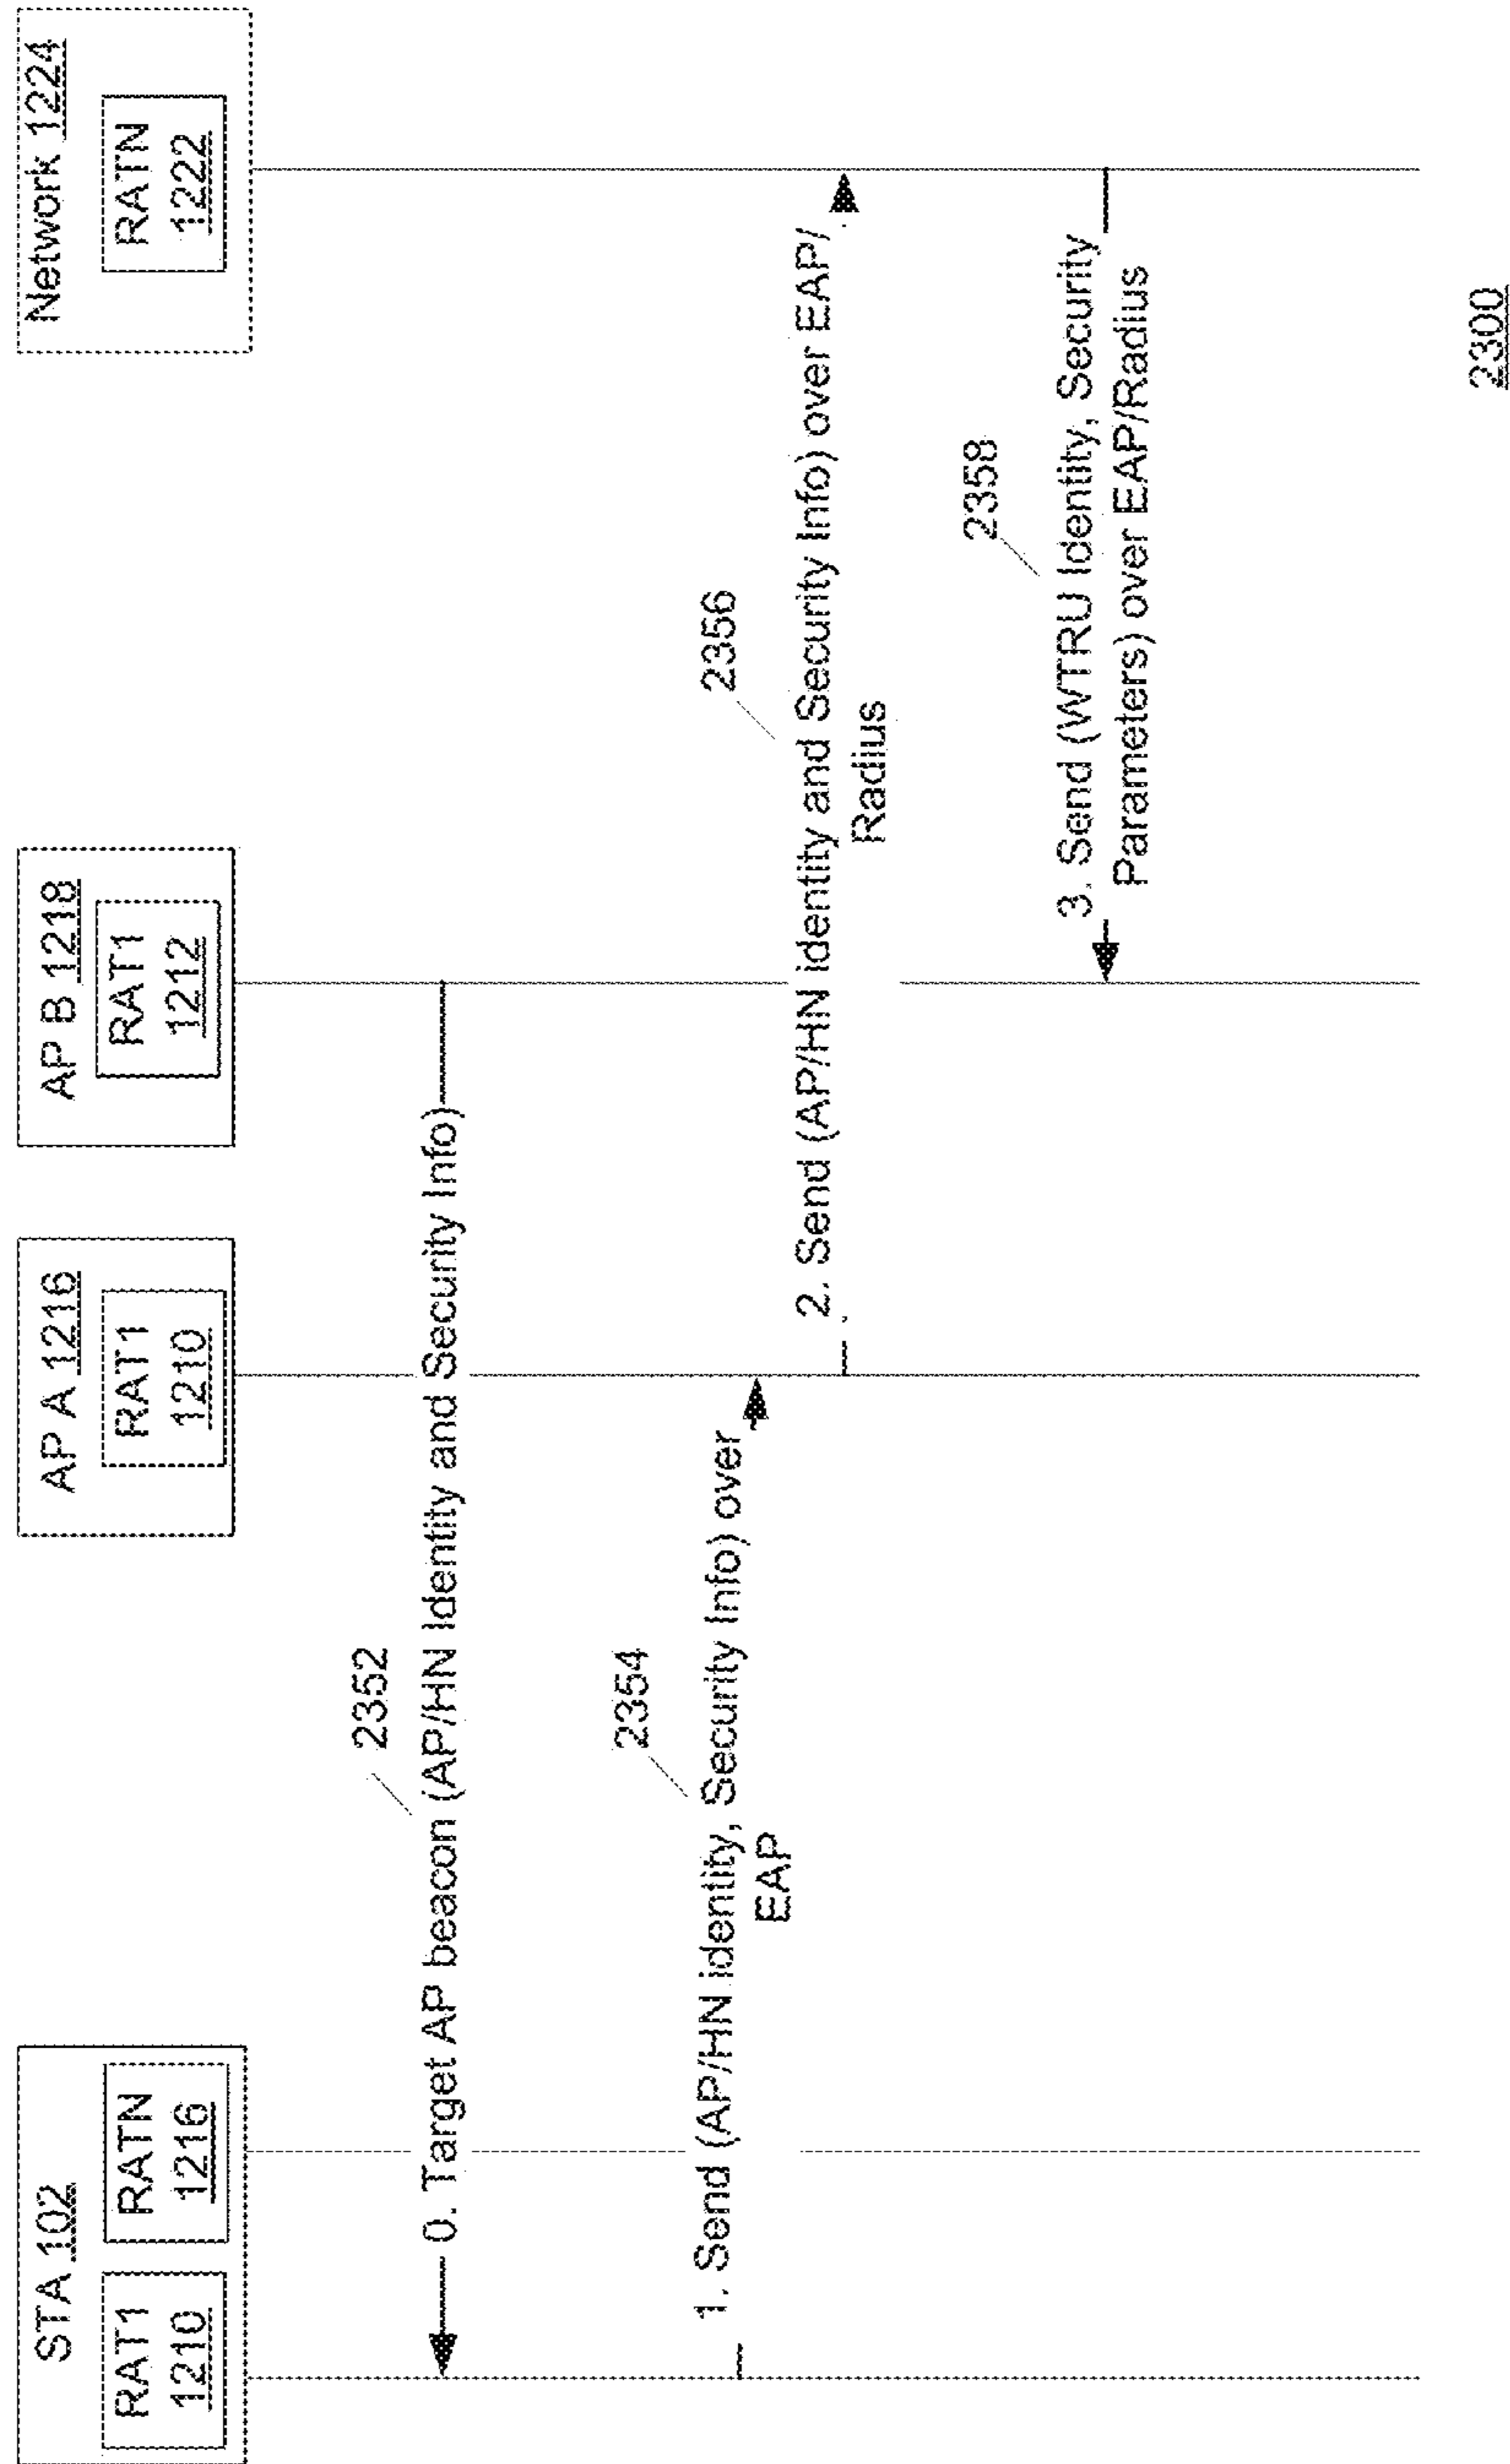 STA 102
RAT1
1210
RATN
1216
AP A 1216
RAT1
1210
AP B 1218
RAT1
1212
Network 1224
RATN
1222
2352
0. Target AP beacon (AP/HN Identity and Security Info)
2354
1. Send (AP/HN identity, Security Info) over
EAP
2356
2. Send (AP/HN identity and Security Info) over EAP/
Radius
2358
3. Send (WTRU Identity, Security
Parameters) over EAP/Radius
2300